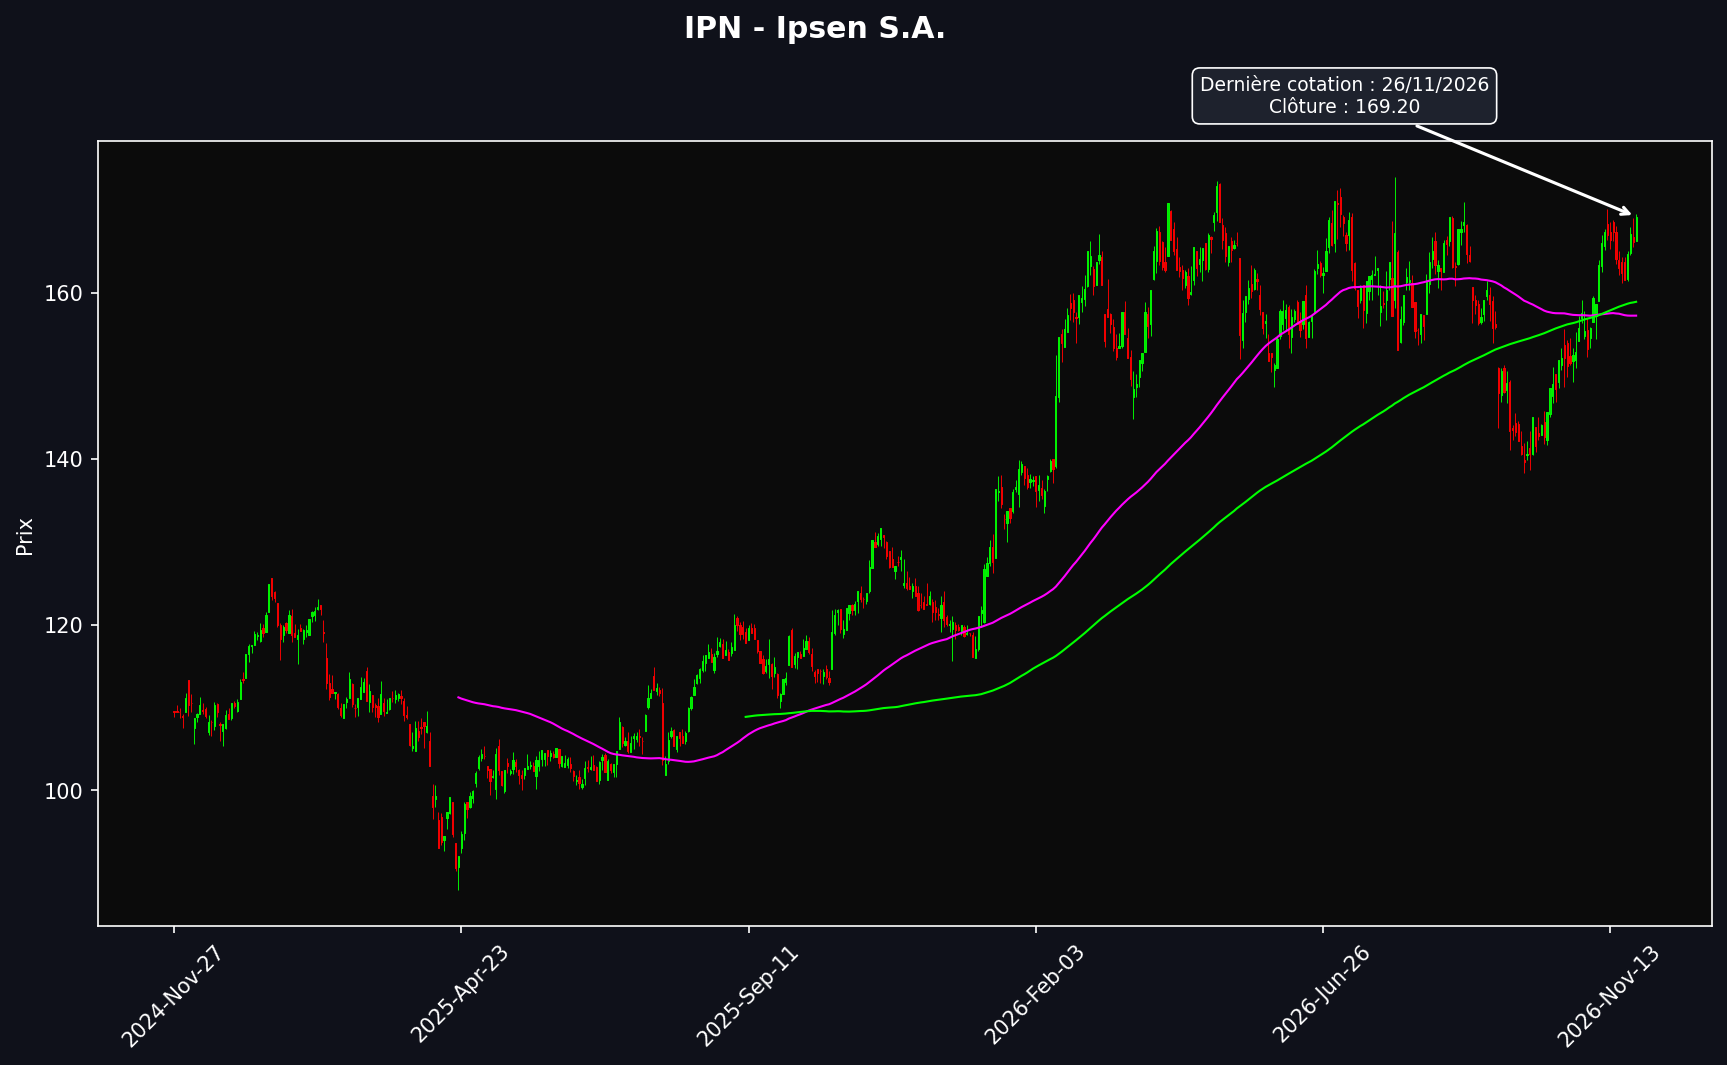 IPN - Ipsen S.A.
Dernière cotation : 26/11/2026
Clôture : 169.20
Prix
160
140
120
100
2024-Nov-27
2025-Apr-23
2025-Sep-11
2026-Feb-03
2026-Jun-26
2026-Nov-13